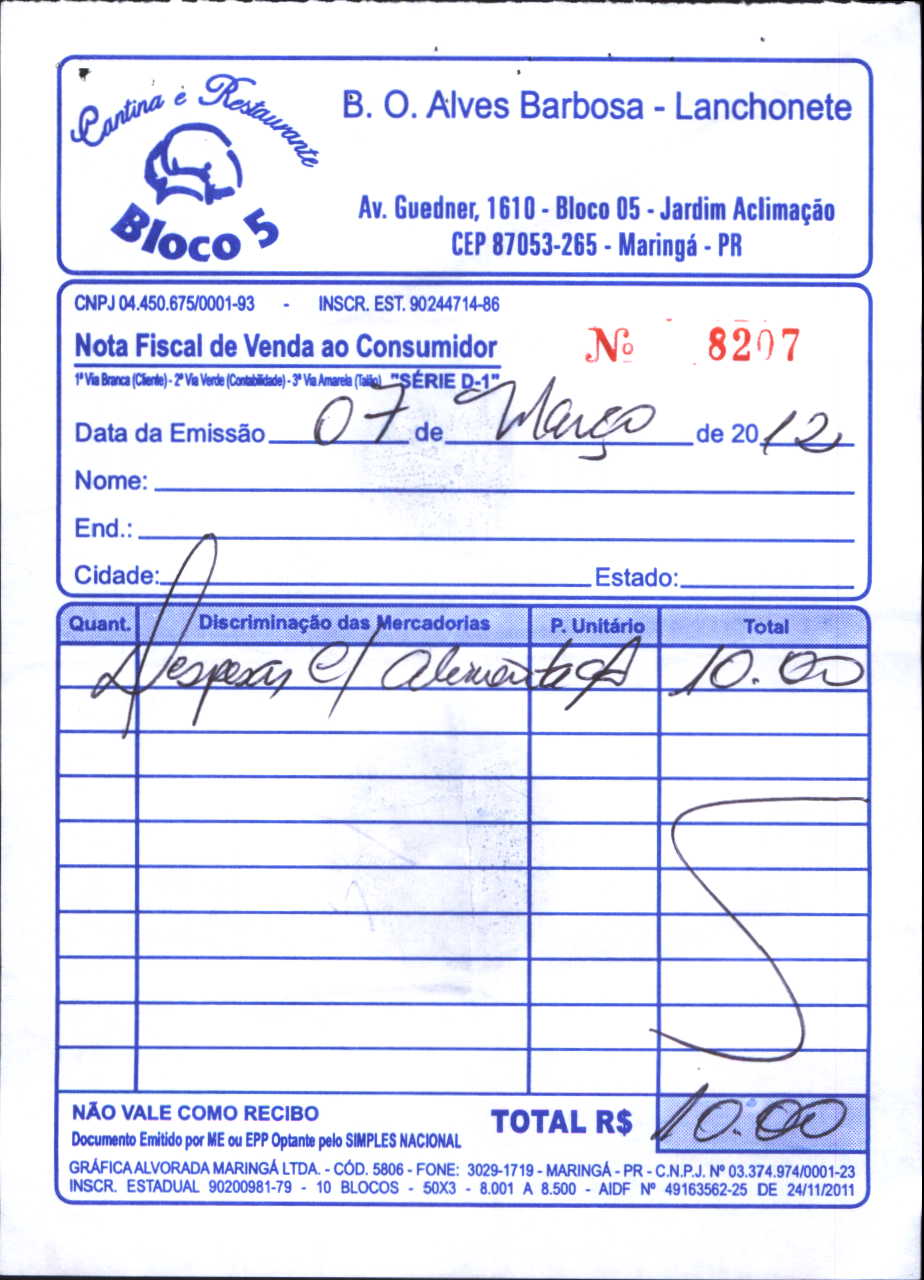 Cantina e Restaurante
Bloco 5
B. O. Alves Barbosa - Lanchonete
Av. Guedner, 1610 - Bloco 05 - Jardim Aclimação
CEP 87053-265 - Maringá - PR
CNPJ 04.450.675/0001-93 - INSCR. EST. 90244714-86
Nota Fiscal de Venda ao Consumidor
Nº 8207
1ª Via Branca (Cliente) - 2ª Via Verde (Contabilidade) - 3ª Via Amarela (Talão) "SÉRIE D-1"
Data da Emissão 07 de Março de 2012
Nome:
End.:
Cidade: Estado:
Quant. Discriminação das Mercadorias P. Unitário Total
Despesas c/ alimentação 10.00
NÃO VALE COMO RECIBO
Documento Emitido por ME ou EPP Optante pelo SIMPLES NACIONAL
TOTAL R$ 10.00
GRÁFICA ALVORADA MARINGÁ LTDA. - CÓD. 5806 - FONE: 3029-1719 - MARINGÁ - PR - C.N.P.J. Nº 03.374.974/0001-23
INSCR. ESTADUAL 90200981-79 - 10 BLOCOS - 50X3 - 8.001 A 8.500 - AIDF Nº 49163562-25 DE 24/11/2011